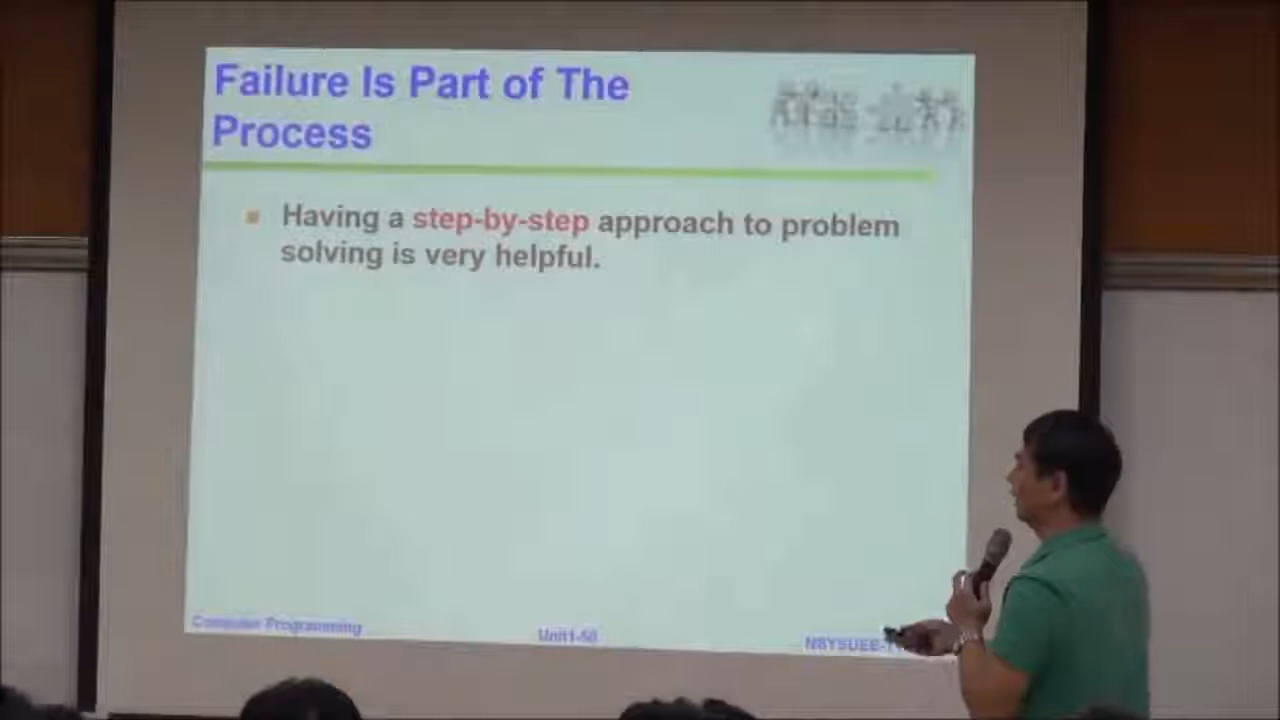 Failure Is Part of The
Process
Having a step-by-step approach to problem
solving is very helpful.
Computer Programming
Unit1-50